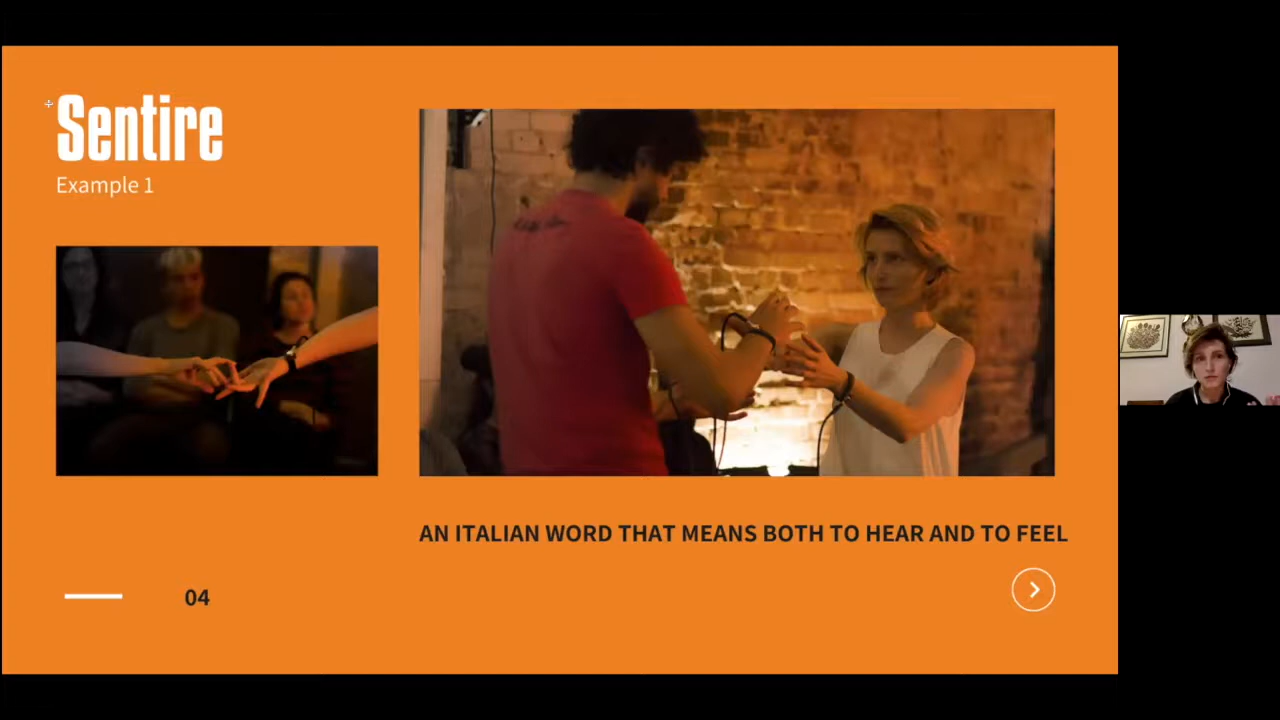 Sentire
Example 1
AN ITALIAN WORD THAT MEANS BOTH TO HEAR AND TO FEEL
04